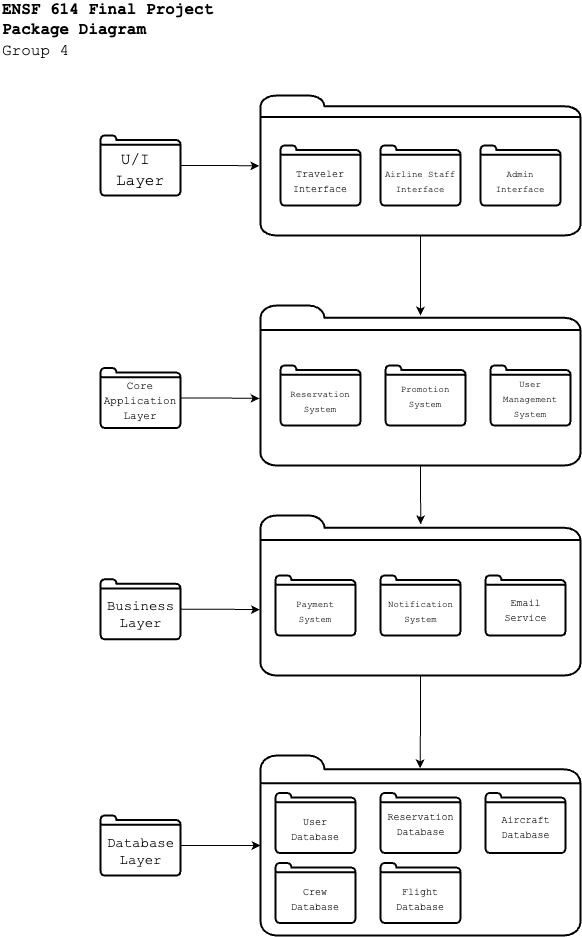 ENSF 614 Final Project
Package Diagram
Group 4
U/I
Layer
Traveler
Interface
Airline Staff
Interface
Admin
Interface
Core
Application
Layer
Reservation
System
Promotion
System
User
Management
System
Business
Layer
Payment
System
Notification
System
Email
Service
Database
Layer
User
Database
Reservation
Database
Aircraft
Database
Crew
Database
Flight
Database